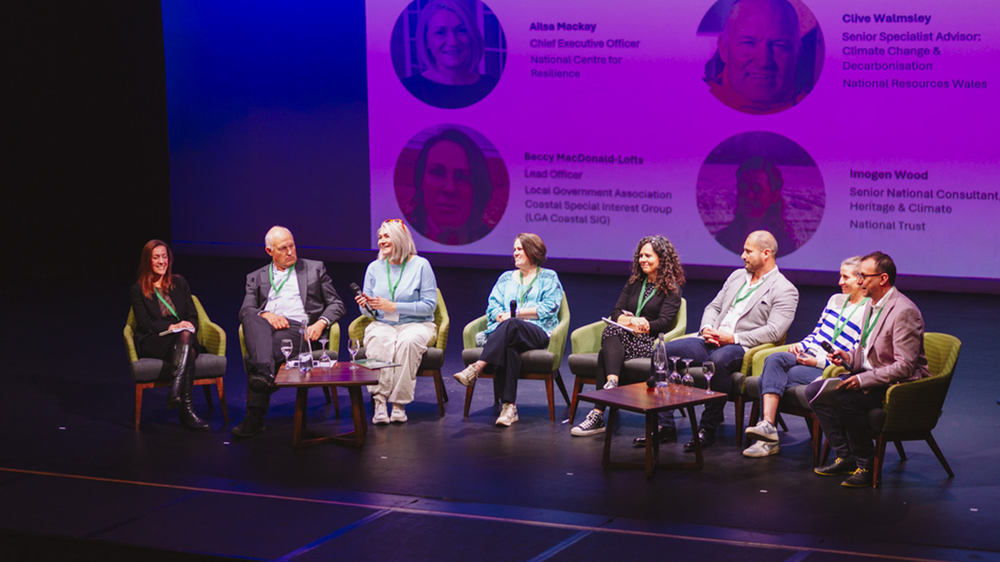 Ailsa Mackay
Chief Executive Officer
National Centre for
Resilience
Clive Walmsley
Senior Specialist Advisor:
Climate Change &
Decarbonisation
National Resources Wales
Beccy MacDonald-Lofts
Lead Officer
Local Government Association
Coastal Special Interest Group
(LGA Coastal SIG)
Imogen Wood
Senior National Consultant,
Heritage & Climate
National Trust